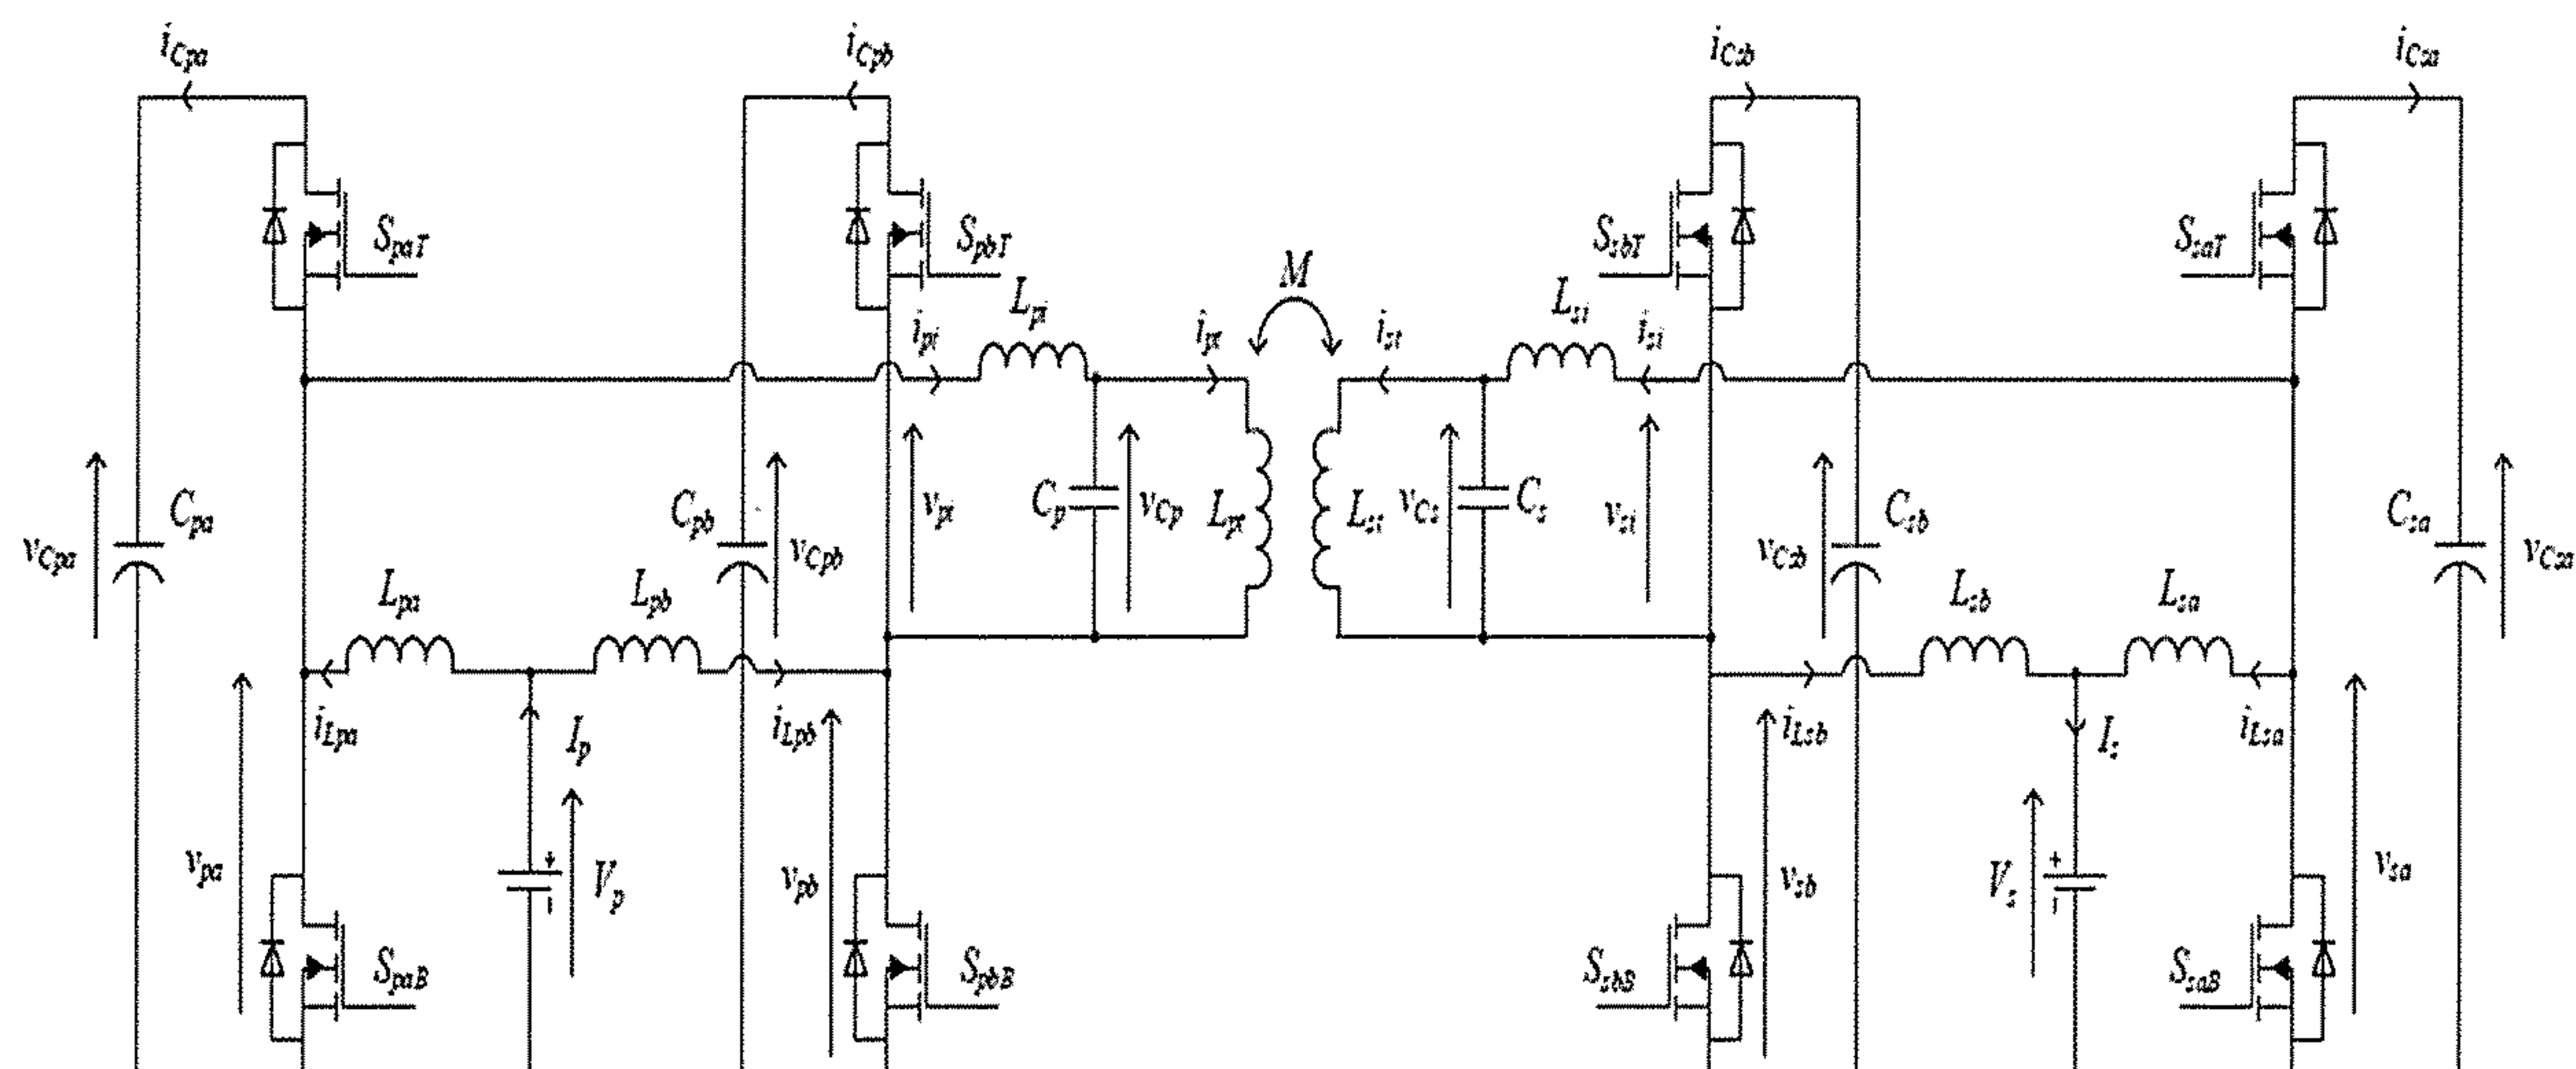 i_Cpa i_Cpb i_Csb i_Csa
S_paT S_pbT M S_sbT S_saT
i_pi L_pi i_pt i_st L_si i_si
v_Cpa C_pa C_pb v_Cpb v_pi C_p v_Cp L_pt L_st v_Cs C_s v_si v_Csb C_sb C_sa v_Csa
L_pa L_pb L_sb L_sa
i_Lpa I_p i_Lpb i_Lsb I_s i_Lsa
v_pa + V_p v_pb v_sb V_s + v_sa
S_paB S_pbB S_sbB S_saB